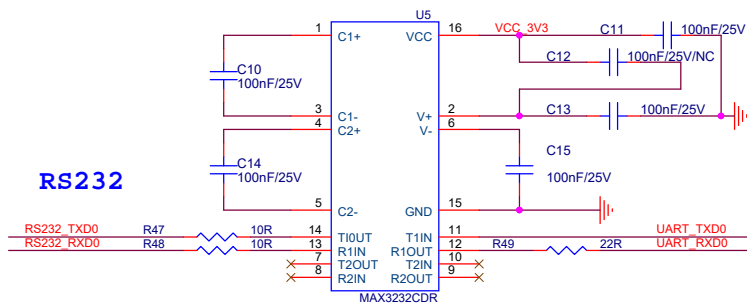 U5
1 C1+ VCC 16 VCC_3V3 C11 100nF/25V
C12 100nF/25V/NC
C10
100nF/25V
3 C1- V+ 2 C13 100nF/25V
4 C2+ V- 6
C14
100nF/25V
C15
100nF/25V
RS232
5 C2- GND 15
RS232_TXD0 R47 10R 14 TI0UT T1IN 11 UART_TXD0
RS232_RXD0 R48 10R 13 R1IN R1OUT 12 R49 22R UART_RXD0
7 T2OUT T2IN 10
8 R2IN R2OUT 9
MAX3232CDR